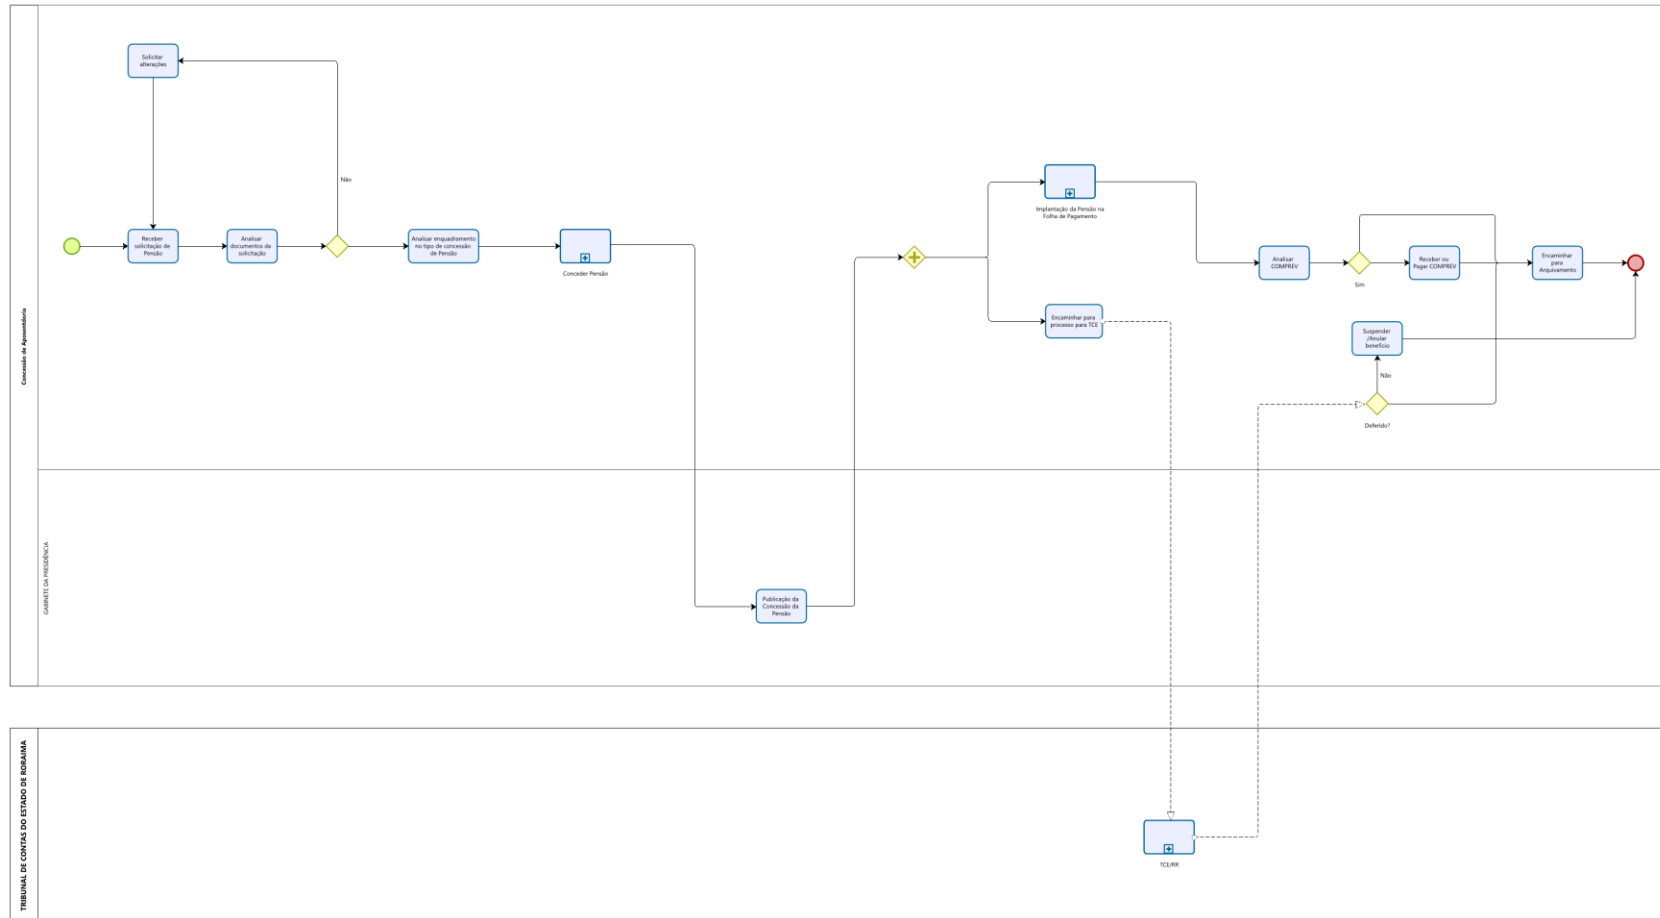 Solicitar
alterações
Não
Receber
solicitação de
Pensão
Analisar
documentos da
solicitação
Analisar enquadramento
no tipo de concessão
de Pensão
Conceder Pensão
Implantação da Pensão na
Folha de Pagamento
Encaminhar para
processo para TCE
Analisar
COMPREV
Sim
Receber ou
Pagar COMPREV
Encaminhar
para
Arquivamento
Suspender
/Anular
benefício
Não
Deferido?
Concessão de Aposentdoria
GABINETE DA PRESIDÊNCIA
Publicação da
Concessão da
Pensão
TRIBUNAL DE CONTAS DO ESTADO DE RORAIMA
TCE/RR